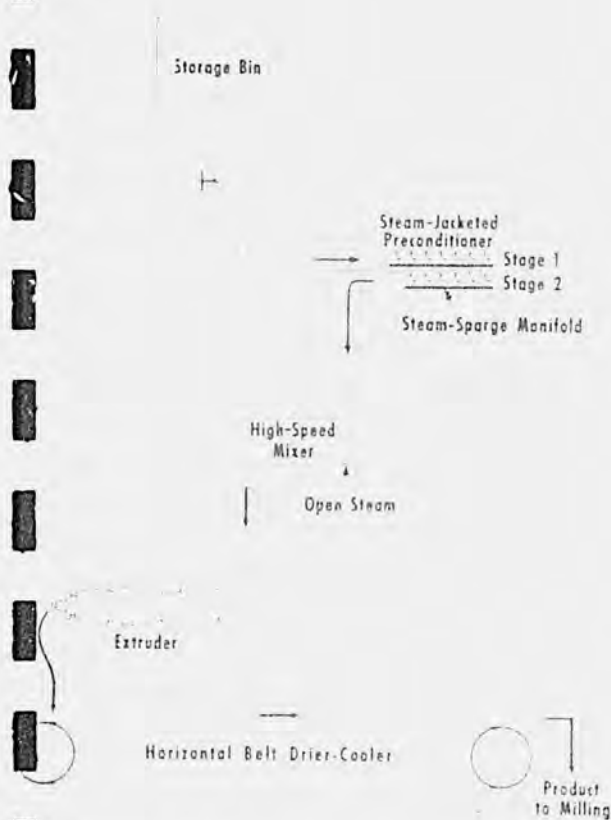 Storage Bin
Steam-Jacketed
Preconditioner
Stage 1
Stage 2
Steam-Sparge Manifold
High-Speed
Mixer
Open Steam
Extruder
Horizontal Belt Drier-Cooler
Product
to Milling